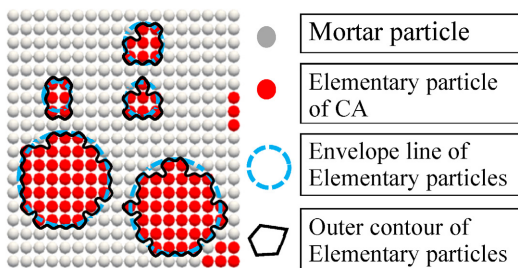 Mortar particle
Elementary particle
of CA
Envelope line of
Elementary particles
Outer contour of
Elementary particles